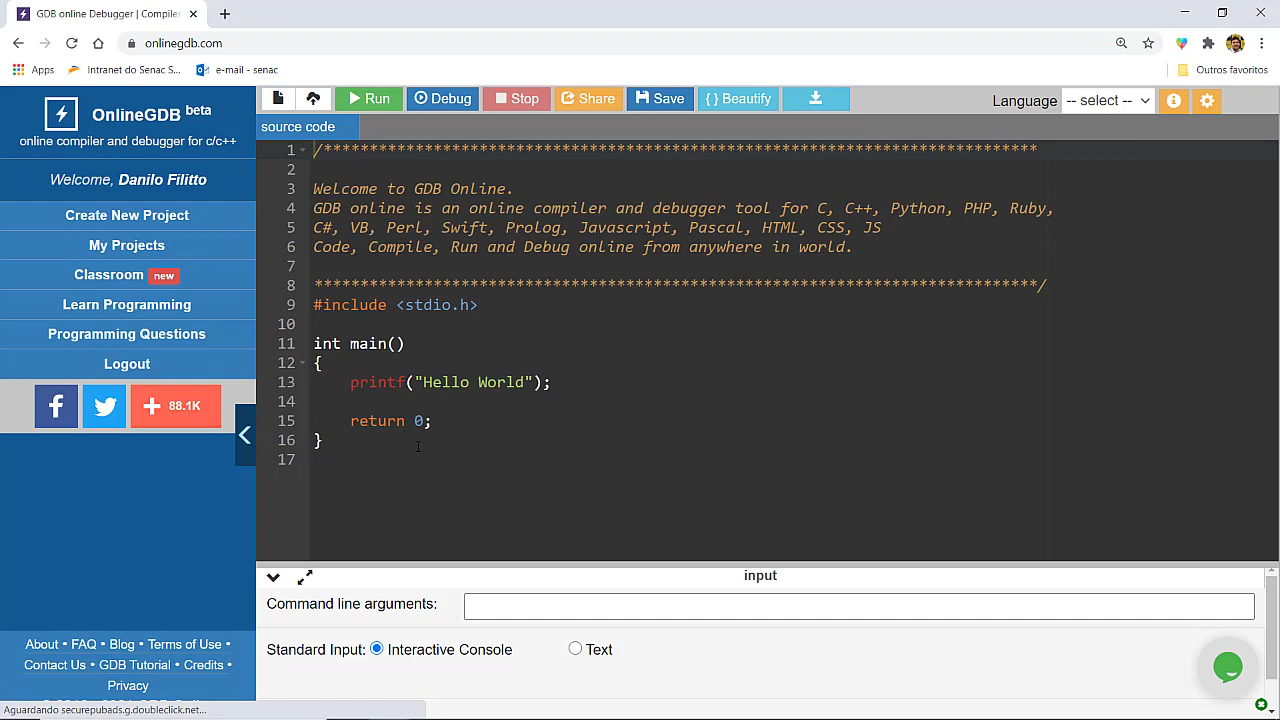 GDB online Debugger | Compiler
onlinegdb.com
Apps
Intranet do Senac S...
e-mail - senac
Outros favoritos
OnlineGDB beta
online compiler and debugger for c/c++
Welcome, Danilo Filitto
Create New Project
My Projects
Classroom new
Learn Programming
Programming Questions
Logout
88.1K
About • FAQ • Blog • Terms of Use •
Contact Us • GDB Tutorial • Credits •
Privacy
Aguardando securepubads.g.doubleclick.net...
Run
Debug
Stop
Share
Save
{ } Beautify
Language
-- select --
source code
1 /******************************************************************************
2
3 Welcome to GDB Online.
4 GDB online is an online compiler and debugger tool for C, C++, Python, PHP, Ruby,
5 C#, VB, Perl, Swift, Prolog, Javascript, Pascal, HTML, CSS, JS
6 Code, Compile, Run and Debug online from anywhere in world.
7
8 *******************************************************************************/
9 #include <stdio.h>
10
11 int main()
12 {
13 printf("Hello World");
14
15 return 0;
16 }
17
input
Command line arguments:
Standard Input: Interactive Console Text